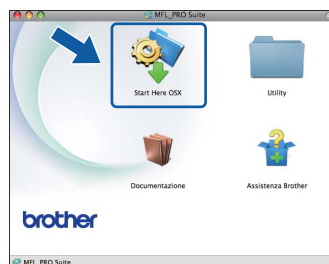 MFL_PRO Suite
Start Here OSX
Utility
Documentazione
Assistenza Brother
brother
MFL_PRO Suite